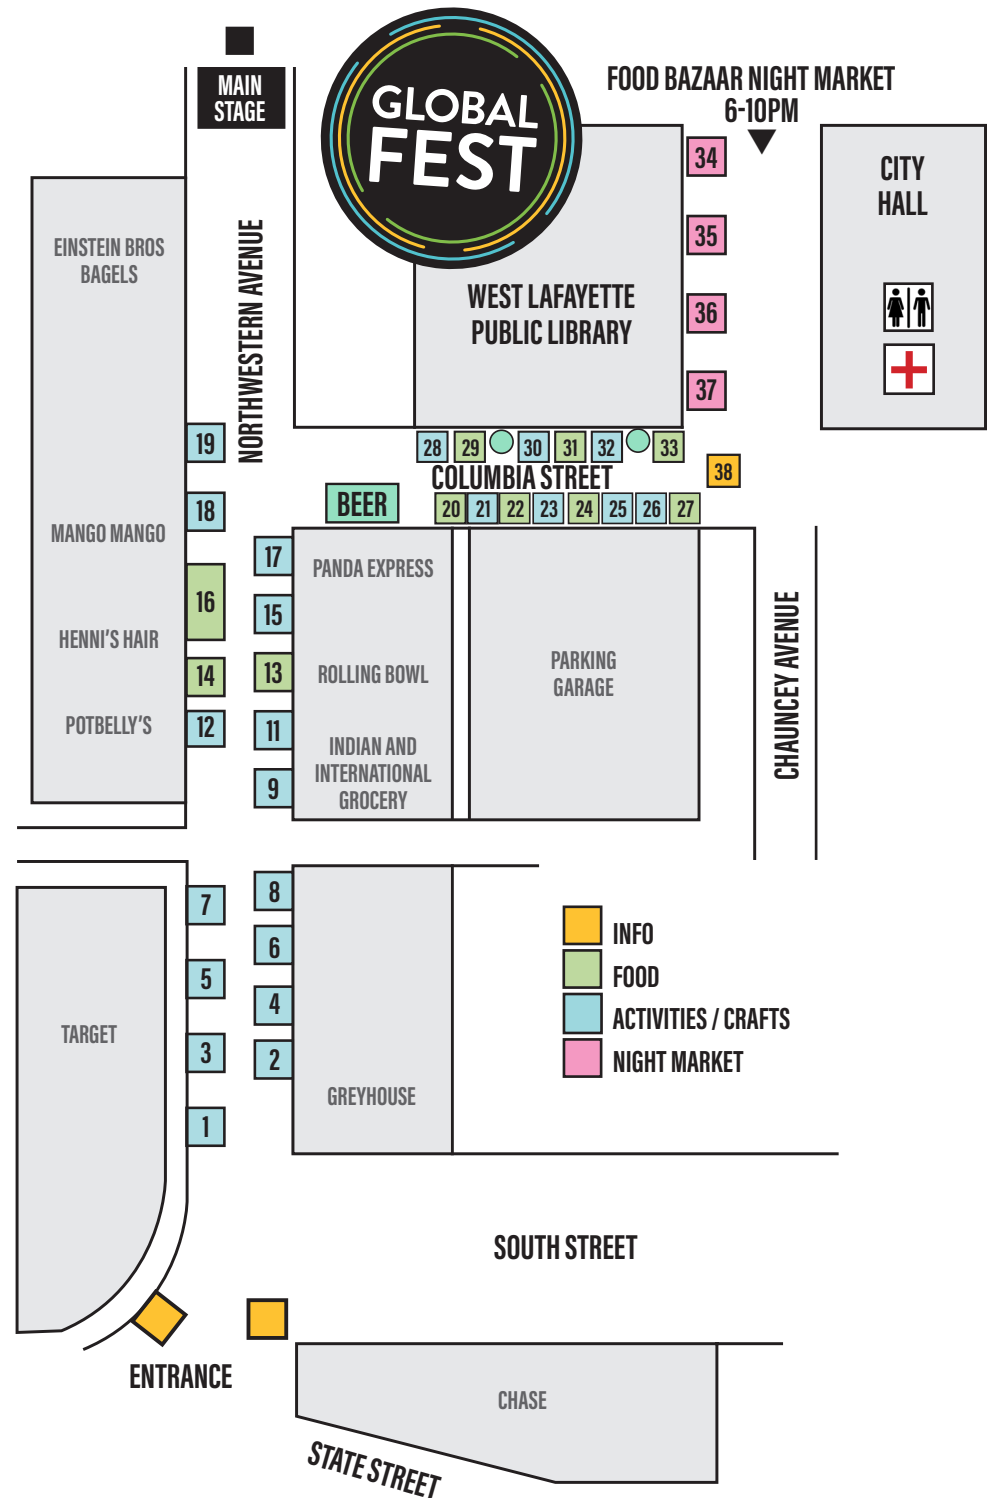 MAIN
STAGE
GLOBAL
FEST
FOOD BAZAAR NIGHT MARKET
6-10PM
CITY
HALL
34
35
36
37
WEST LAFAYETTE
PUBLIC LIBRARY
EINSTEIN BROS
BAGELS
NORTHWESTERN AVENUE
19
18
MANGO MANGO
16
HENNI'S HAIR
14
POTBELLY'S
12
28
29
30
31
32
33
38
COLUMBIA STREET
BEER
20
21
22
23
24
25
26
27
17
PANDA EXPRESS
15
13
ROLLING BOWL
11
INDIAN AND
INTERNATIONAL
GROCERY
9
PARKING
GARAGE
CHAUNCEY AVENUE
7
8
5
6
3
4
1
2
TARGET
GREYHOUSE
INFO
FOOD
ACTIVITIES / CRAFTS
NIGHT MARKET
SOUTH STREET
ENTRANCE
CHASE
STATE STREET